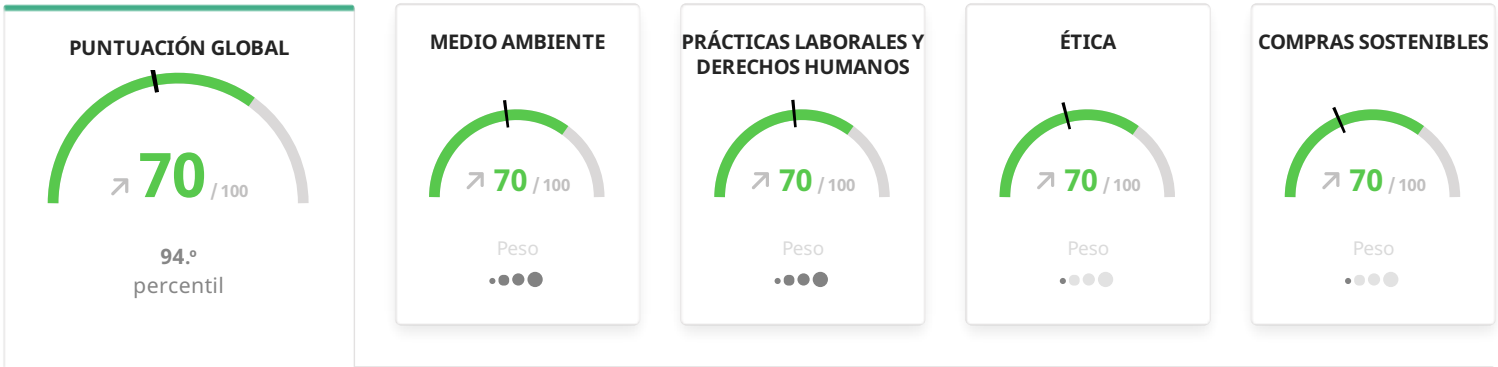 PUNTUACIÓN GLOBAL
70 / 100
94.º
percentil
MEDIO AMBIENTE
70 / 100
Peso
PRÁCTICAS LABORALES Y
DERECHOS HUMANOS
70 / 100
Peso
ÉTICA
70 / 100
Peso
COMPRAS SOSTENIBLES
70 / 100
Peso